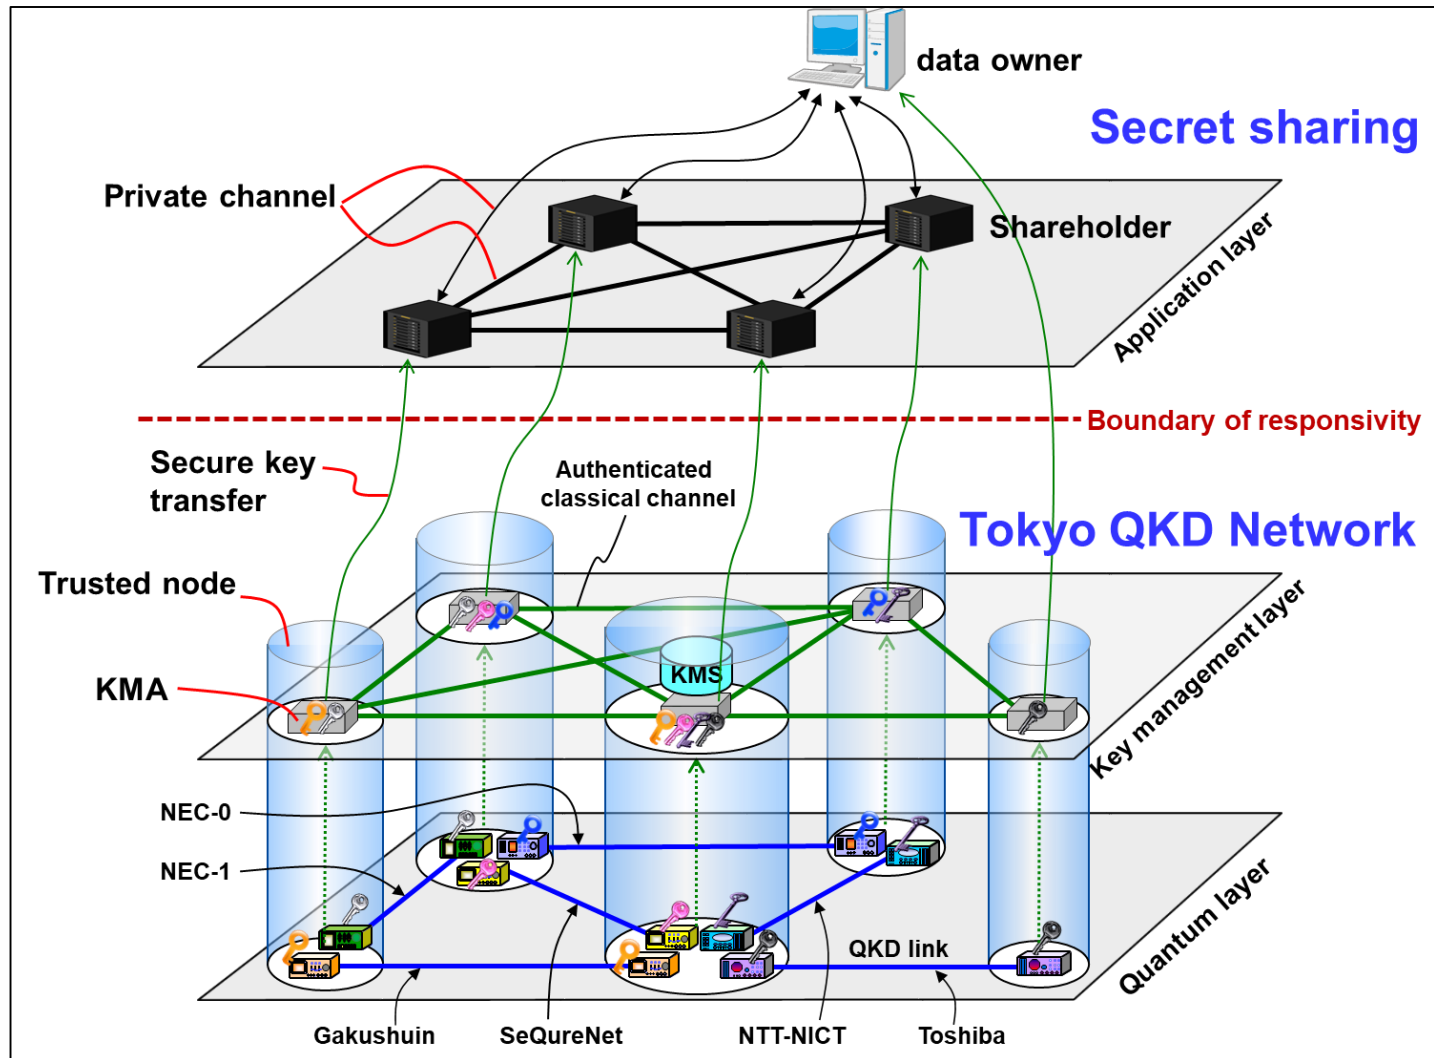 data owner
Secret sharing
Private channel
Shareholder
Application layer
Boundary of responsivity
Secure key
transfer
Authenticated
classical channel
Tokyo QKD Network
Trusted node
KMS
KMA
Key management layer
NEC-0
NEC-1
QKD link
Quantum layer
Gakushuin
SeQureNet
NTT-NICT
Toshiba